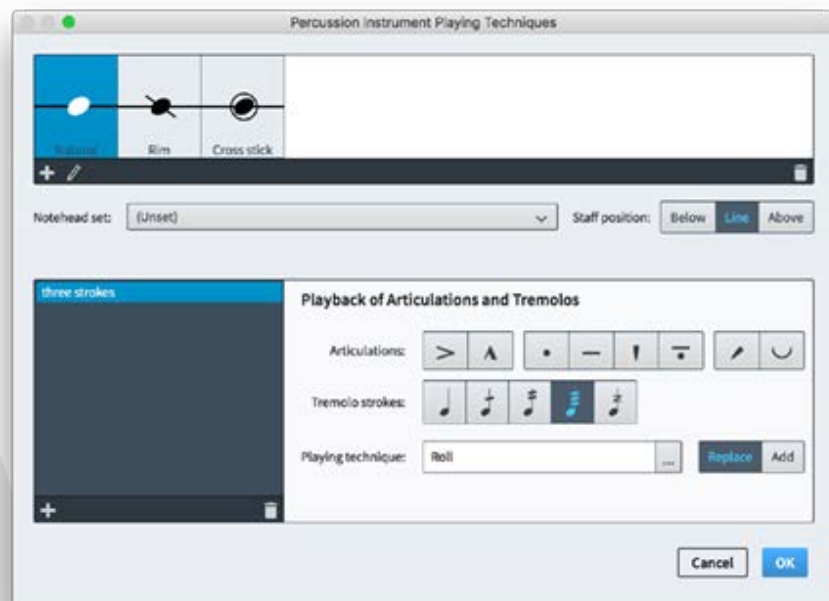 Percussion Instrument Playing Techniques
Natural Rim Cross stick
Notehead set: (Unset) Staff position: Below Line Above
three strokes
Playback of Articulations and Tremolos
Articulations:
Tremolo strokes:
Playing technique: Roll ... Replace Add
Cancel OK